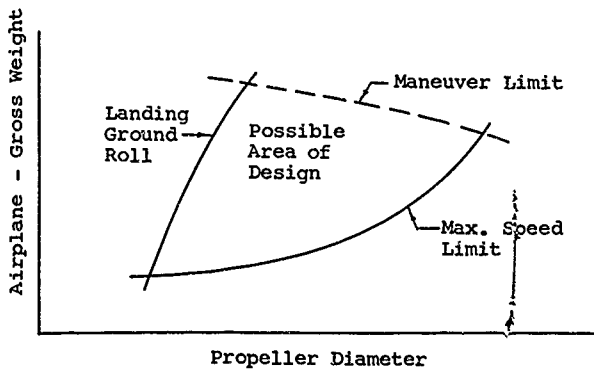 Airplane - Gross Weight
Maneuver Limit
Landing
Ground
Roll
Possible
Area of
Design
Max. Speed
Limit
Propeller Diameter